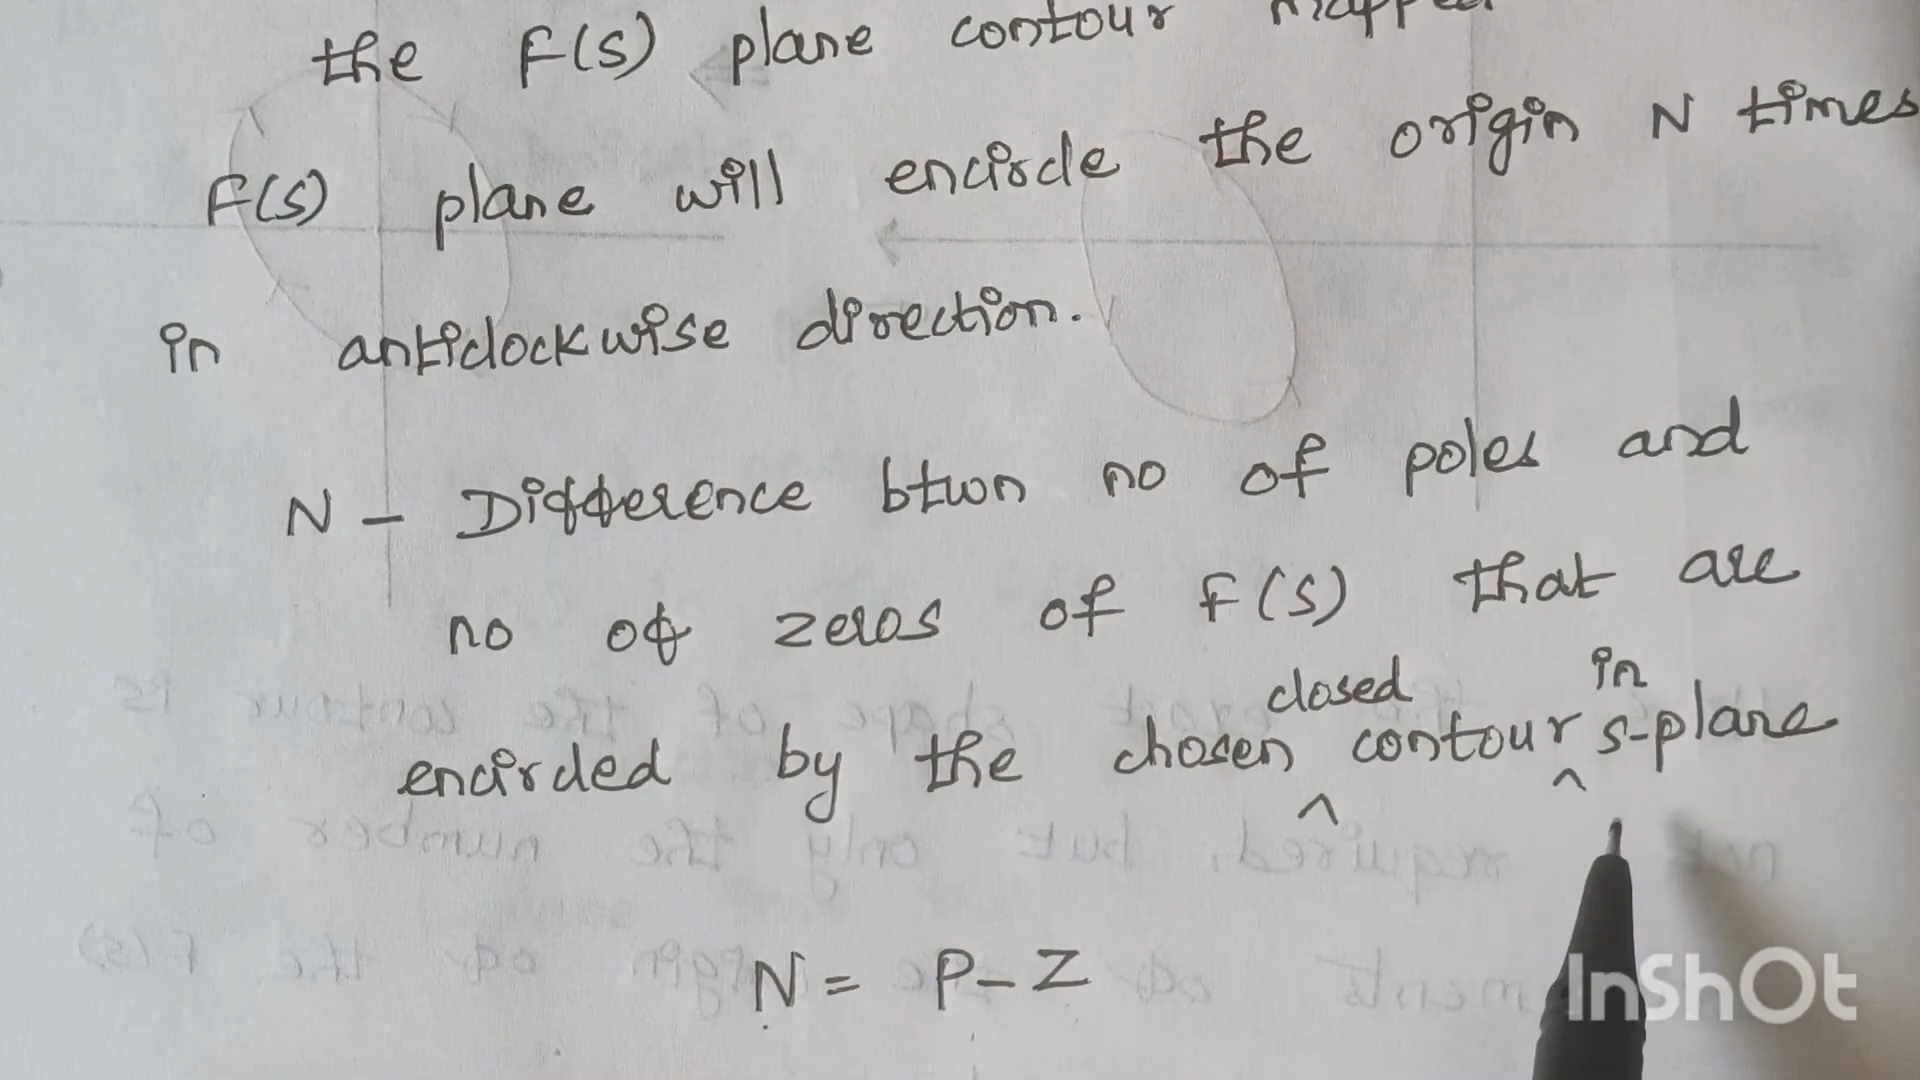 the F(s) plane contour
F(s) plane will encircle the origin N times
in anticlockwise direction.
N - Difference btwn no of poles and
no of zeros of F(s) that are
closed in
encircled by the chosen ^ contour ^ s-plane
N = P - Z
InShOt